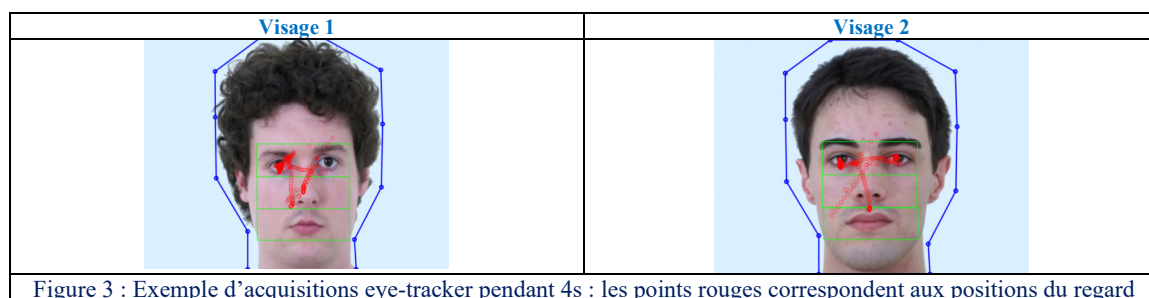 Visage 1
Visage 2
Figure 3 : Exemple d’acquisitions eye-tracker pendant 4s : les points rouges correspondent aux positions du regard